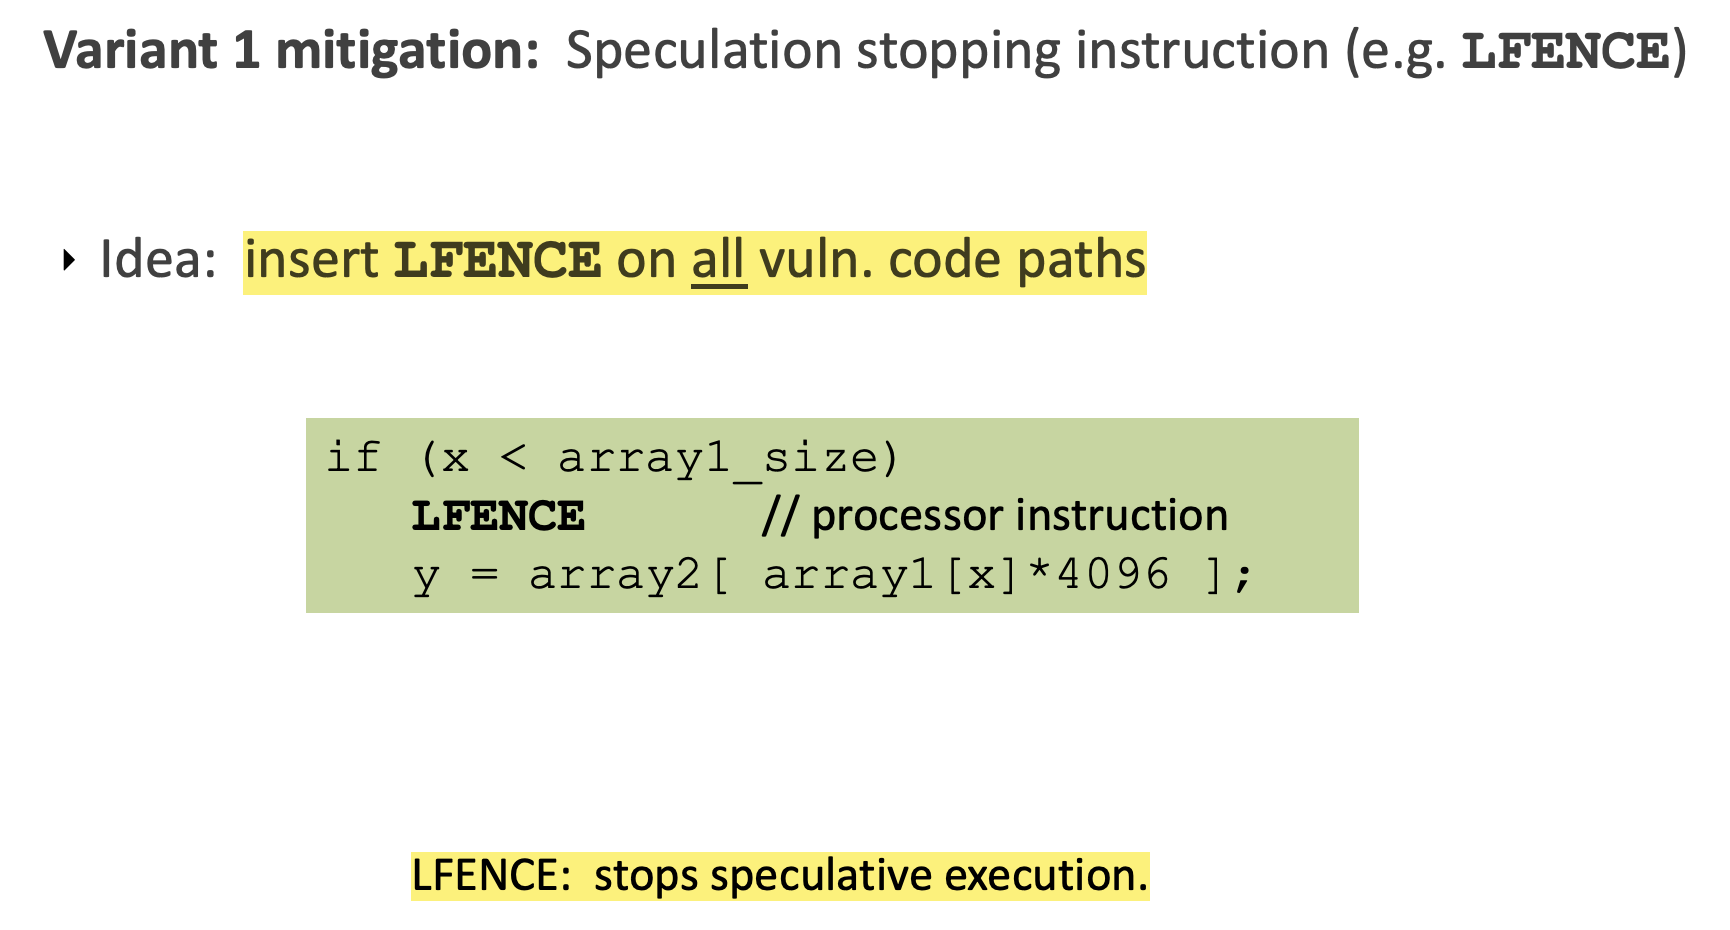 Variant 1 mitigation: Speculation stopping instruction (e.g. LFENCE)
‣ Idea: insert LFENCE on all vuln. code paths
if (x < array1_size)
LFENCE // processor instruction
y = array2[ array1[x]*4096 ];
LFENCE: stops speculative execution.